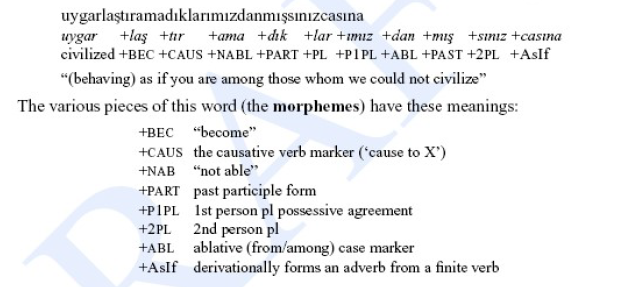 uygarlaştıramadıklarımızdanmışsınızcasına
uygar +laş +tır +ama +dık +lar +ımız +dan +mış +sınız +casına
civilized +BEC +CAUS +NABL +PART +PL +P1PL +ABL +PAST +2PL +AsIf
“(behaving) as if you are among those whom we could not civilize”
The various pieces of this word (the morphemes) have these meanings:
+BEC “become”
+CAUS the causative verb marker (‘cause to X’)
+NAB “not able”
+PART past participle form
+P1PL 1st person pl possessive agreement
+2PL 2nd person pl
+ABL ablative (from/among) case marker
+AsIf derivationally forms an adverb from a finite verb